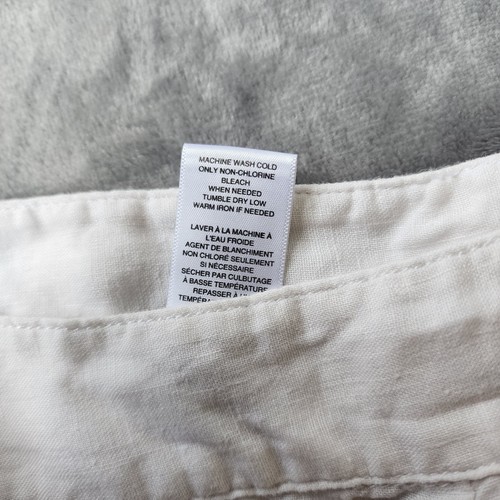 MACHINE WASH COLD
ONLY NON-CHLORINE
BLEACH
WHEN NEEDED
TUMBLE DRY LOW
WARM IRON IF NEEDED
LAVER À LA MACHINE À
L'EAU FROIDE
AGENT DE BLANCHIMENT
NON CHLORÉ SEULEMENT
SI NÉCESSAIRE
SÉCHER PAR CULBUTAGE
À BASSE TEMPÉRATURE
REPASSER À